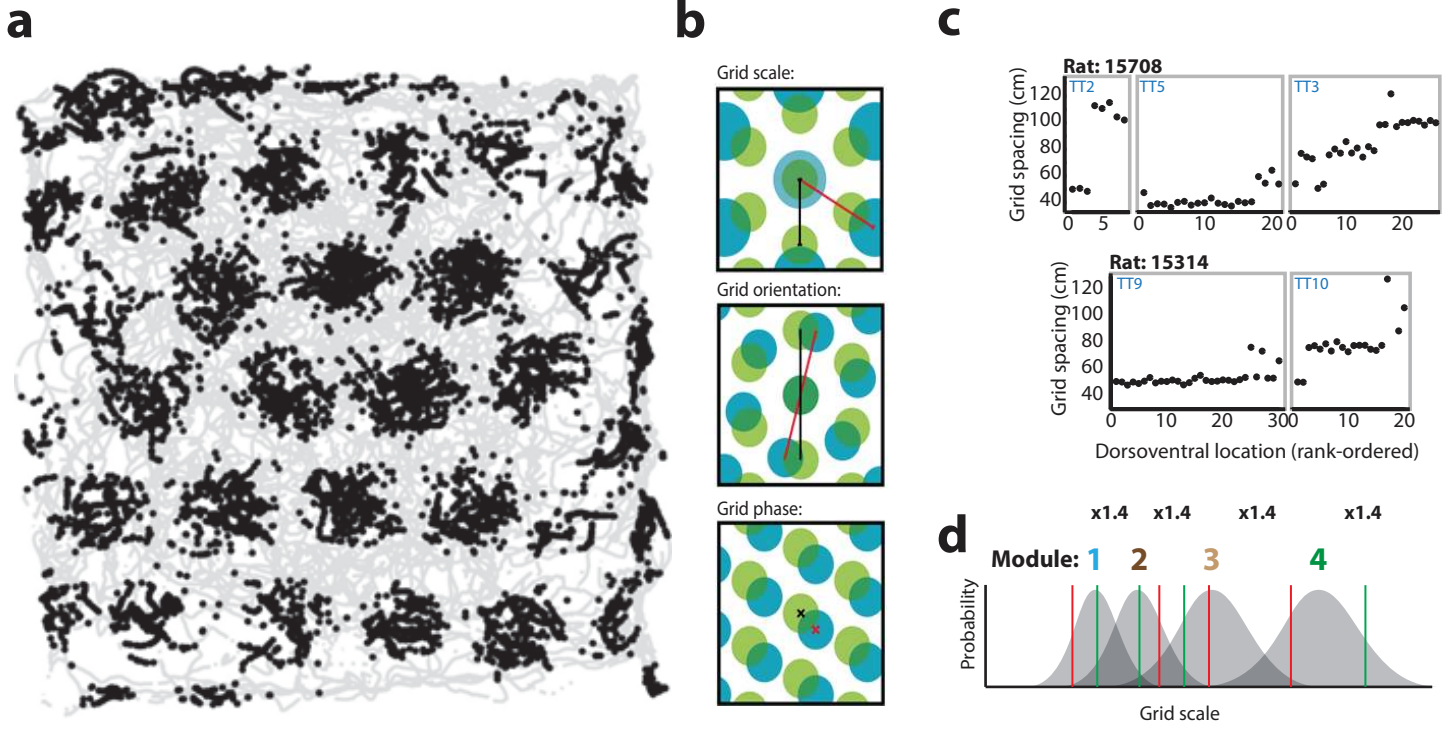 a
b
c
Grid scale:
Grid orientation:
Grid phase:
Rat: 15708
TT2
TT5
TT3
Grid spacing (cm)
120
100
80
60
40
0 5 0 10 20 0 10 20
Rat: 15314
TT9
TT10
Grid spacing (cm)
120
100
80
60
40
0 10 20 30 0 10 20
Dorsoventral location (rank-ordered)
d
x1.4 x1.4 x1.4 x1.4
Module: 1 2 3 4
Probability
Grid scale